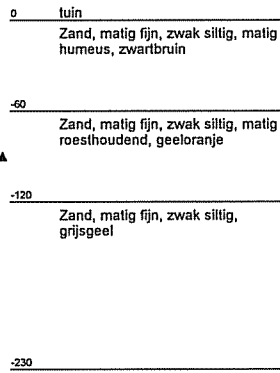 0 tuin
Zand, matig fijn, zwak siltig, matig
humeus, zwartbruin
-60
Zand, matig fijn, zwak siltig, matig
roesthoudend, geeloranje
-120
Zand, matig fijn, zwak siltig,
grijsgeel
-230